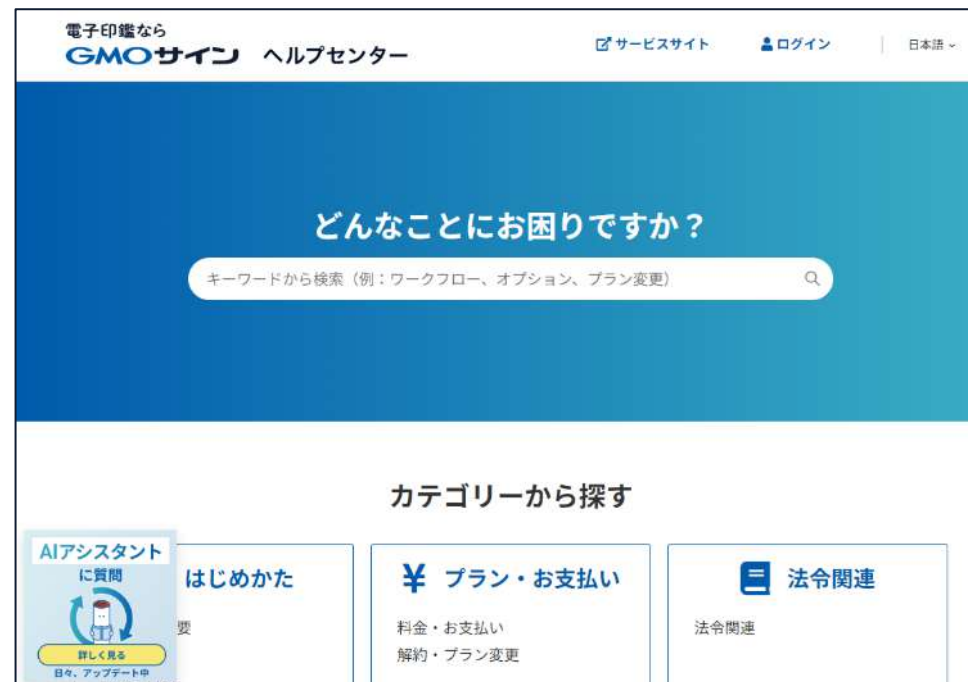 電子印鑑なら
GMOサイン ヘルプセンター
サービスサイト
ログイン
日本語
どんなことにお困りですか？
キーワードから検索（例：ワークフロー、オプション、プラン変更）
カテゴリーから探す
AIアシスタント
に質問
詳しく見る
日々、アップデート中
はじめかた
要
¥ プラン・お支払い
料金・お支払い
解約・プラン変更
法令関連
法令関連